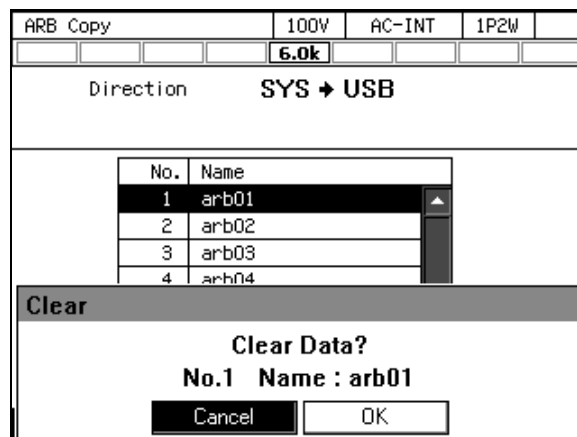 ARB Copy 100V AC-INT 1P2W
6.0k
Direction SYS → USB
No. Name
1 arb01
2 arb02
3 arb03
4 arb04
Clear
Clear Data?
No.1 Name : arb01
Cancel OK